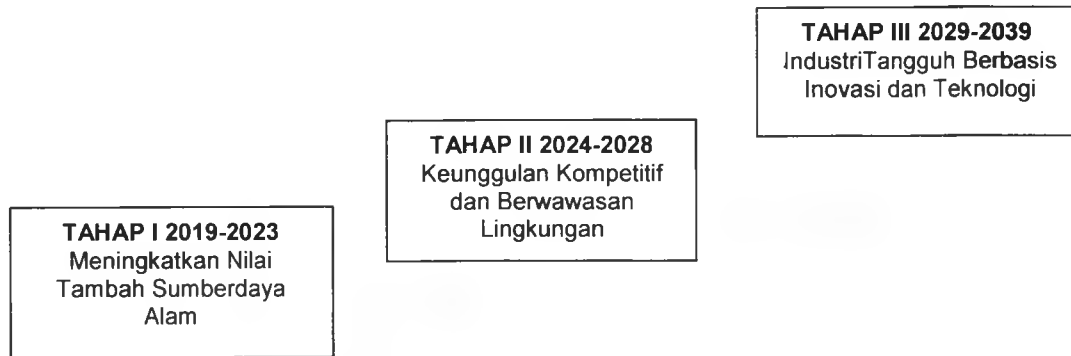 TAHAP III 2029-2039
IndustriTangguh Berbasis
Inovasi dan Teknologi
TAHAP II 2024-2028
Keunggulan Kompetitif
dan Berwawasan
Lingkungan
TAHAP I 2019-2023
Meningkatkan Nilai
Tambah Sumberdaya
Alam